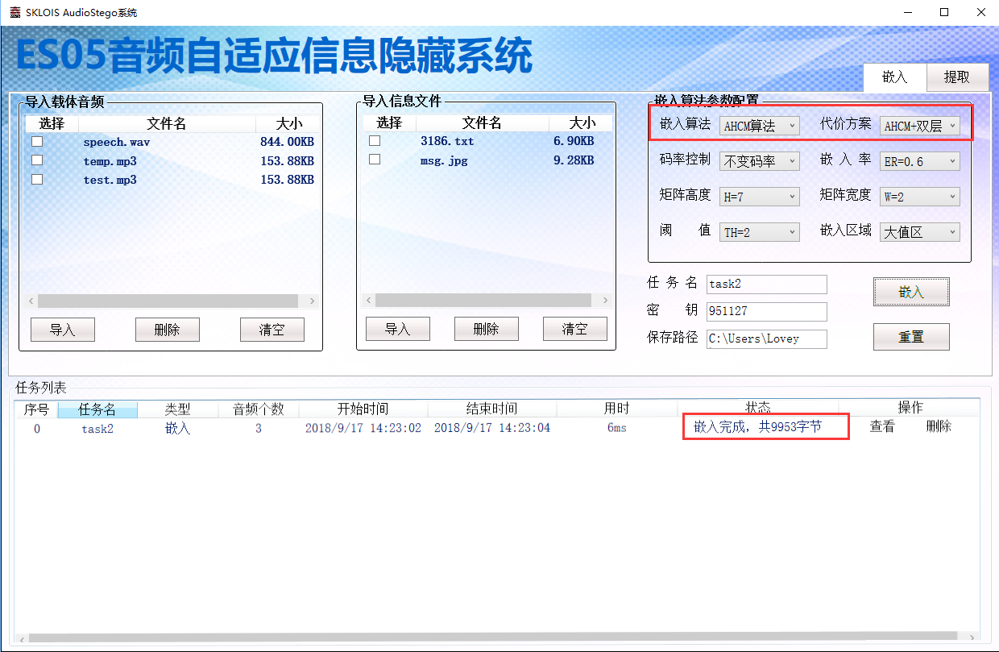 SKLOIS AudioStego系统
ES05音频自适应信息隐藏系统
嵌入 提取
导入载体音频
选择 文件名 大小
speech.wav 844.00KB
temp.mp3 153.88KB
test.mp3 153.88KB
导入 删除 清空
导入信息文件
选择 文件名 大小
3186.txt 6.90KB
msg.jpg 9.28KB
导入 删除 清空
嵌入算法参数配置
嵌入算法 AHCM算法 代价方案 AHCM+双层
码率控制 不变码率 嵌 入 率 ER=0.6
矩阵高度 H=7 矩阵宽度 W=2
阈 值 TH=2 嵌入区域 大值区
任 务 名 task2
密 钥 951127
保存路径 C:\Users\Lovey
嵌入
重置
任务列表
序号 任务名 类型 音频个数 开始时间 结束时间 用时 状态 操作
0 task2 嵌入 3 2018/9/17 14:23:02 2018/9/17 14:23:04 6ms 嵌入完成，共9953字节 查看 删除